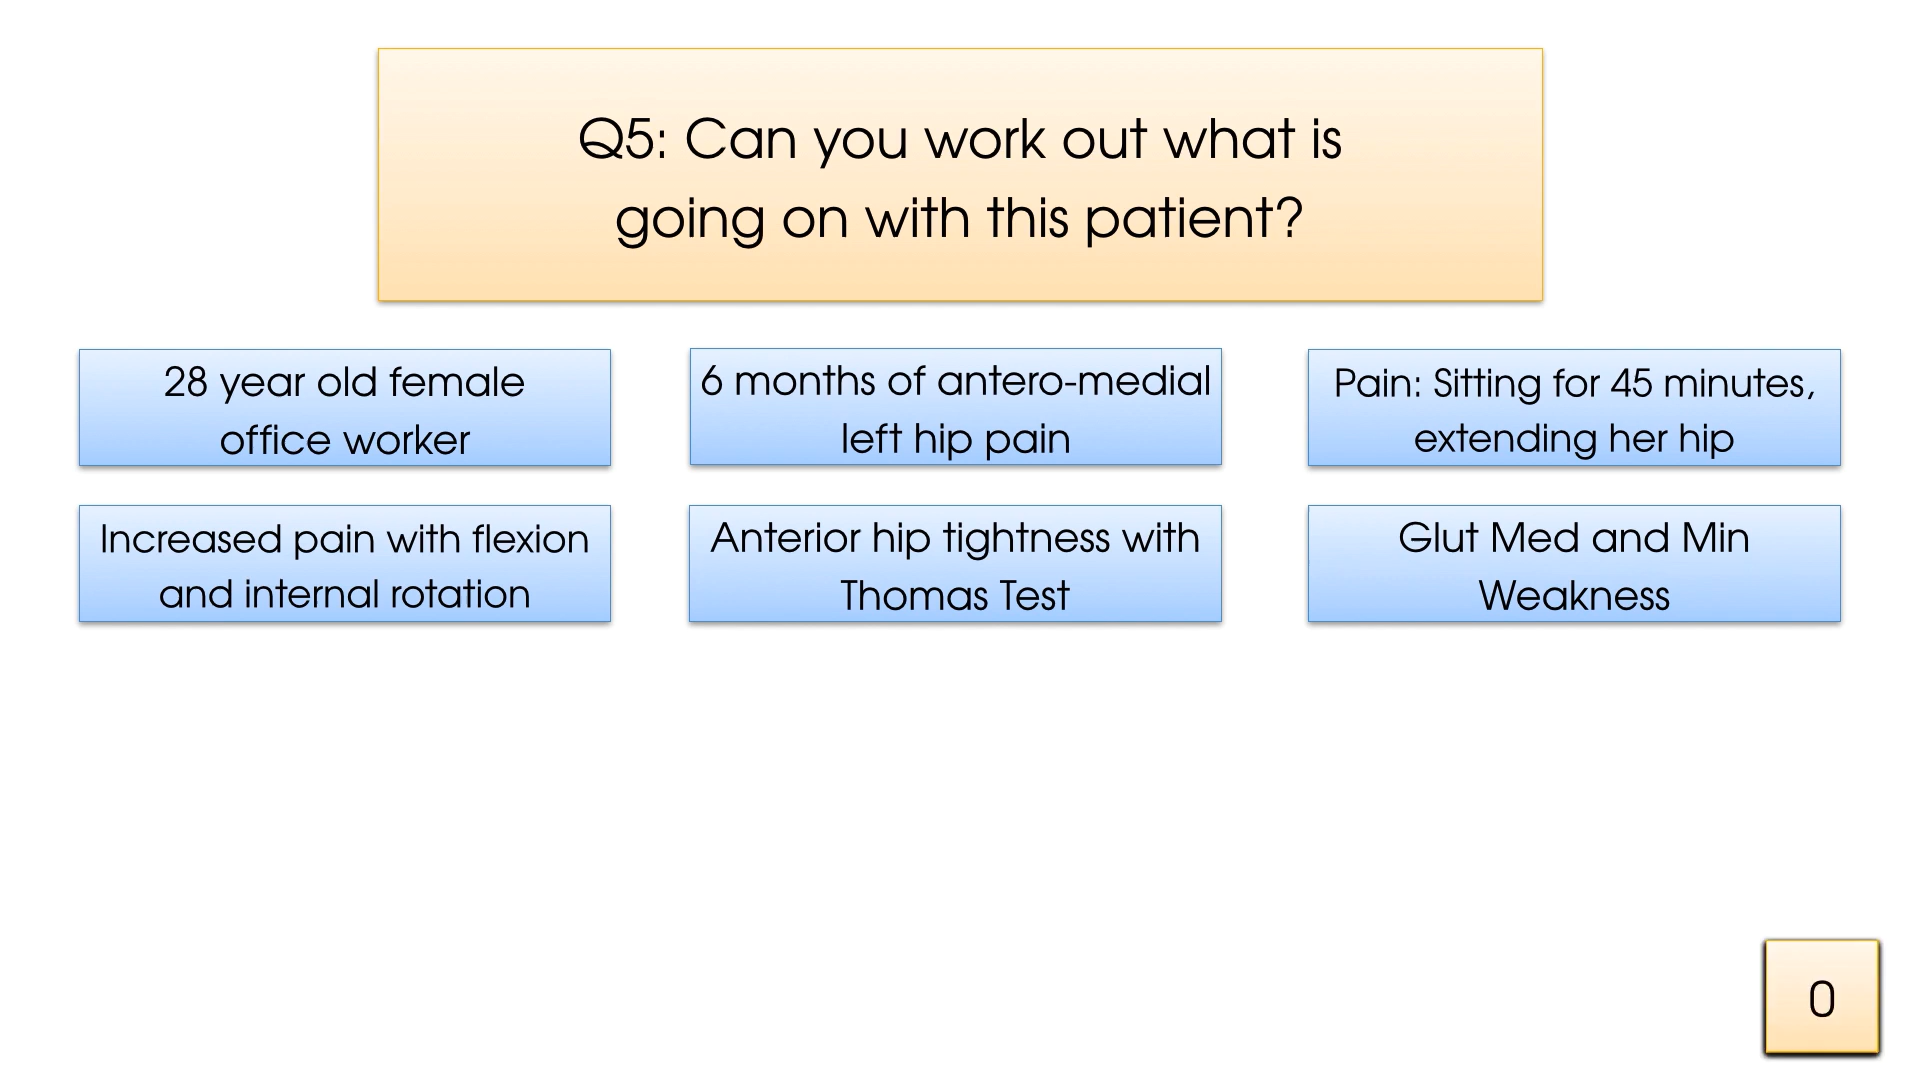 Q5: Can you work out what is
going on with this patient?
28 year old female
office worker
6 months of antero-medial
left hip pain
Pain: Sitting for 45 minutes,
extending her hip
Increased pain with flexion
and internal rotation
Anterior hip tightness with
Thomas Test
Glut Med and Min
Weakness
0